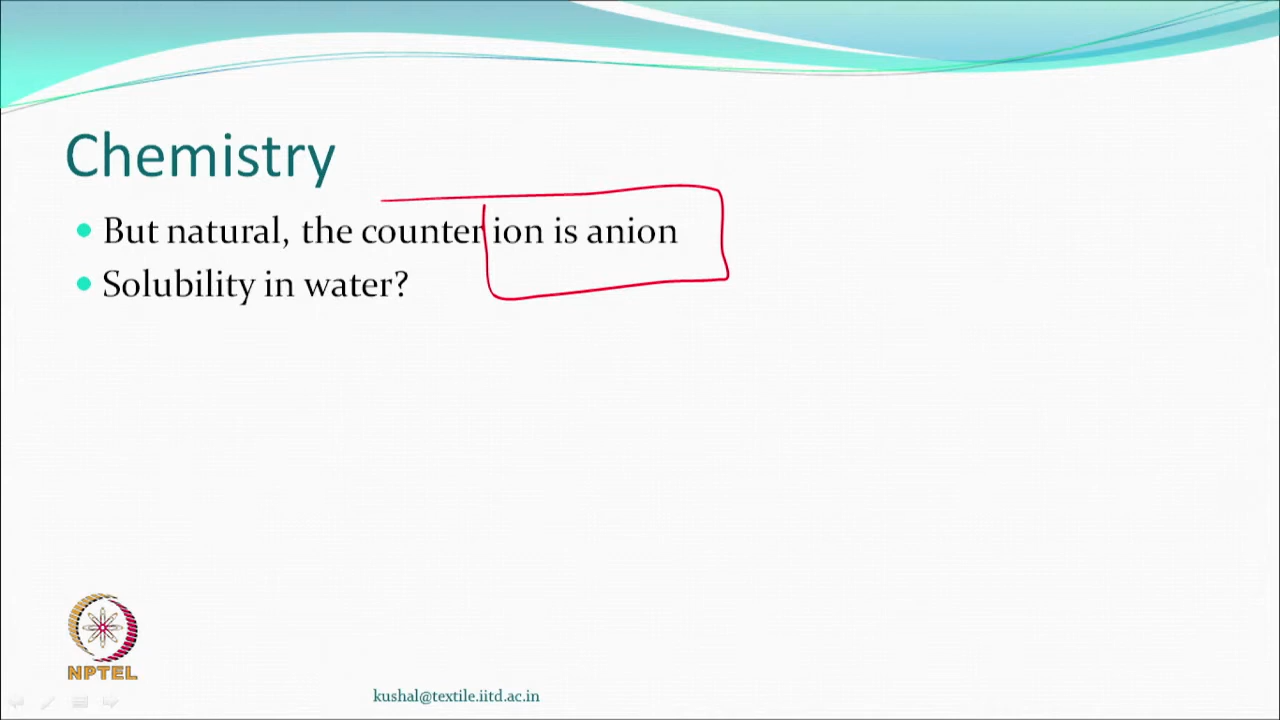 Chemistry
But natural, the counter ion is anion
Solubility in water?
NPTEL
kushal@textile.iitd.ac.in